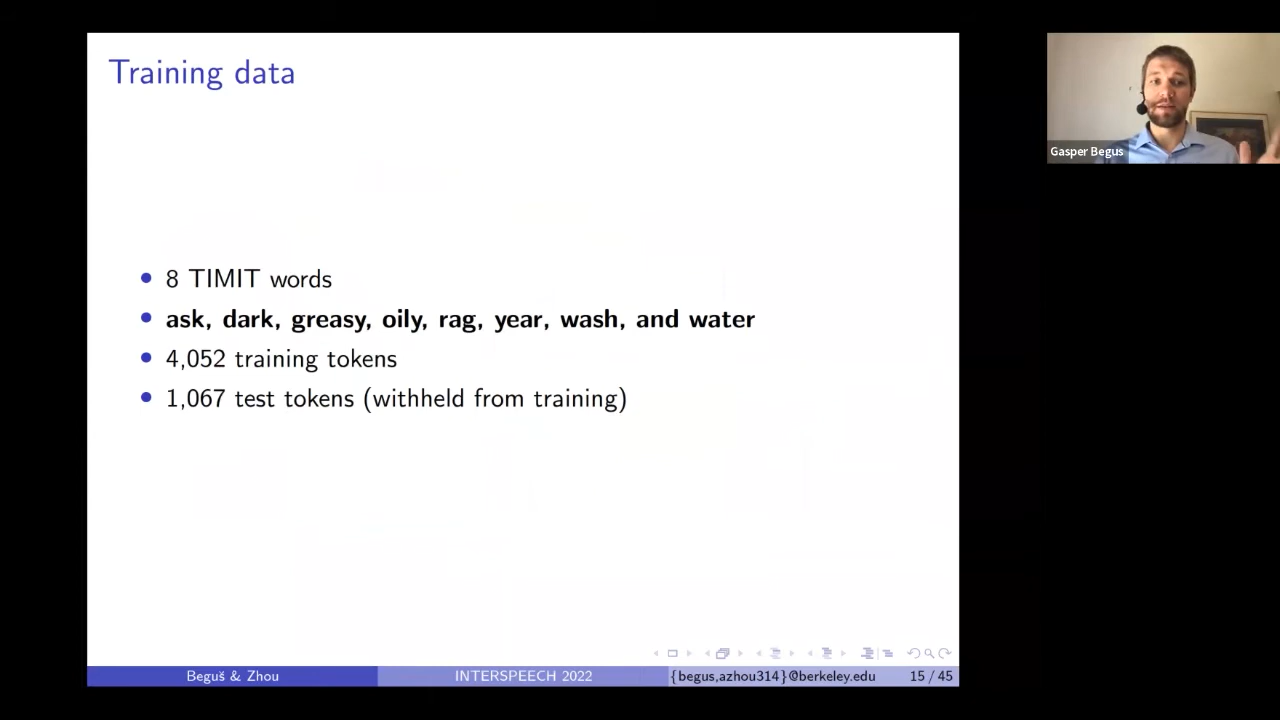 Training data
Gasper Begus
8 TIMIT words
ask, dark, greasy, oily, rag, year, wash, and water
4,052 training tokens
1,067 test tokens (withheld from training)
Beguš & Zhou
INTERSPEECH 2022
{begus,azhou314}@berkeley.edu
15 / 45